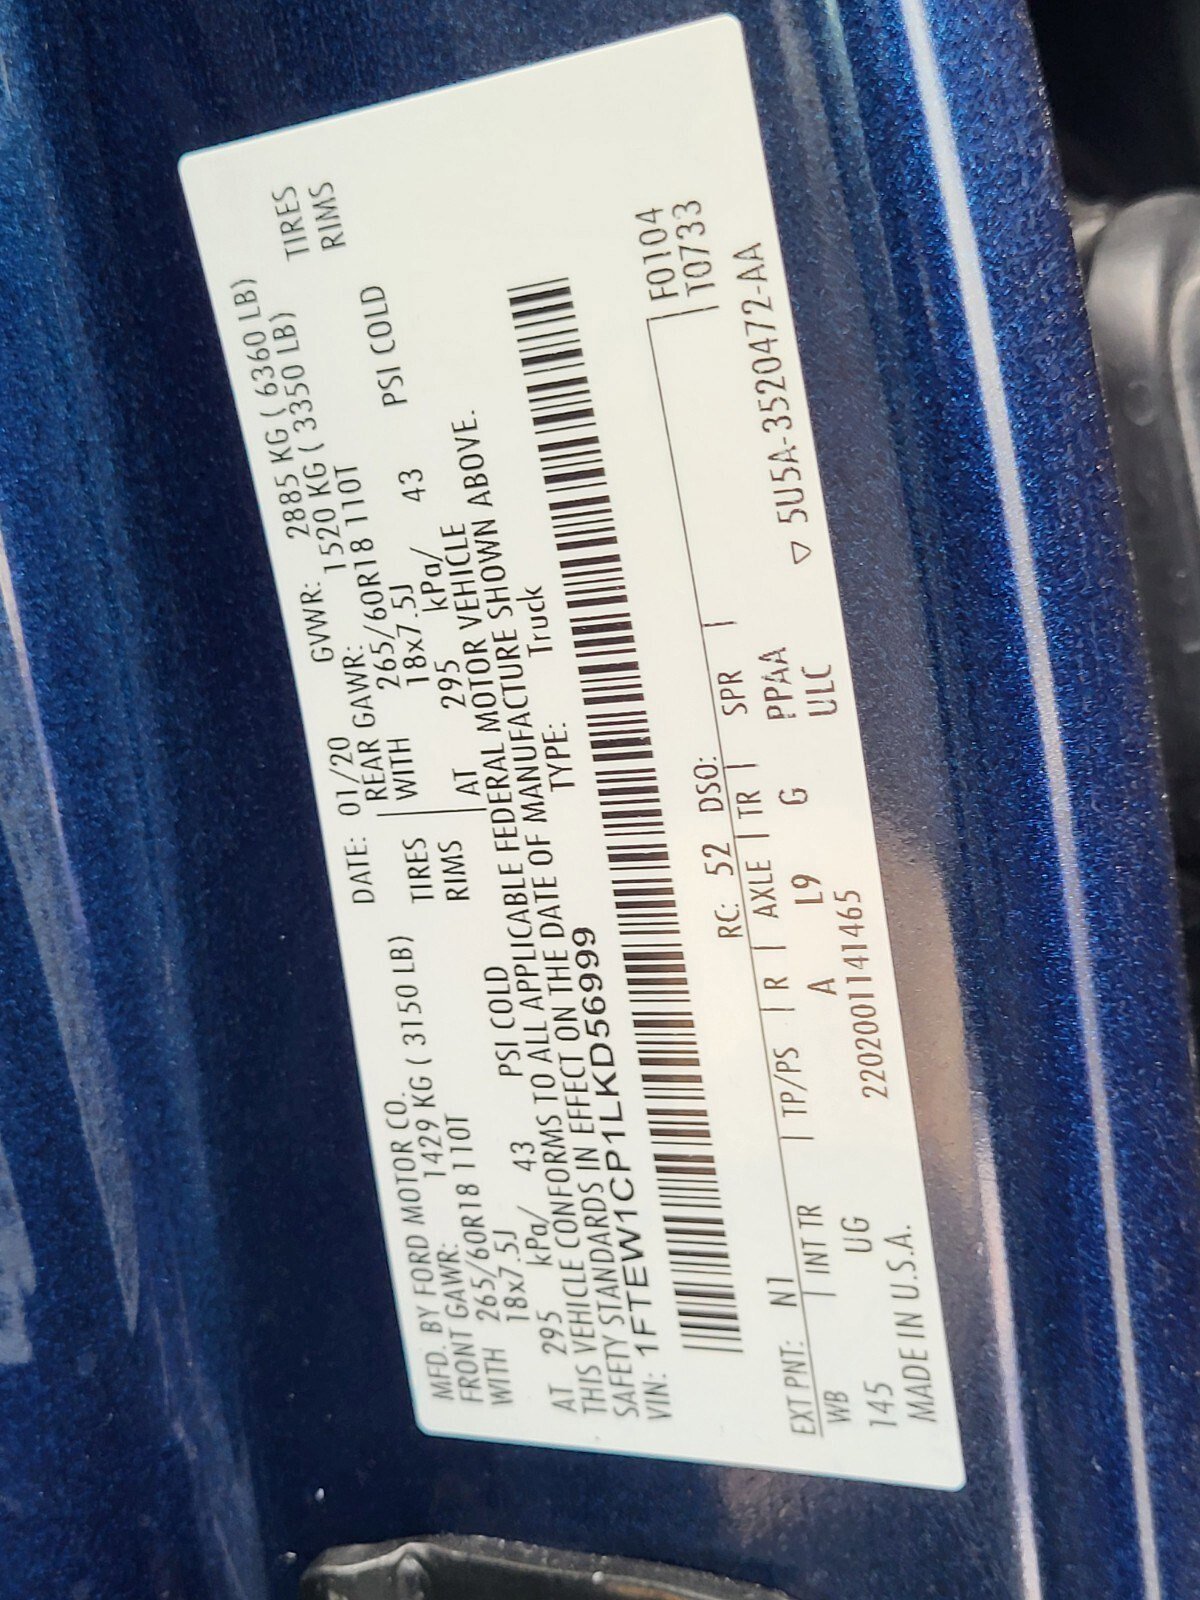 MFD. BY FORD MOTOR CO.
DATE: 01/20 GVWR: 2885 KG ( 6360 LB)
FRONT GAWR: 1429 KG ( 3150 LB) REAR GAWR: 1520 KG ( 3350 LB)
WITH 265/60R18 110T TIRES WITH 265/60R18 110T TIRES
18x7.5J RIMS 18x7.5J RIMS
AT 295 kPa/ 43 PSI COLD AT 295 kPa/ 43 PSI COLD
THIS VEHICLE CONFORMS TO ALL APPLICABLE FEDERAL MOTOR VEHICLE
SAFETY STANDARDS IN EFFECT ON THE DATE OF MANUFACTURE SHOWN ABOVE.
VIN: 1FTEW1CP1LKD56999 TYPE: Truck
F0104
EXT PNT: N1 RC: 52 DSO: T0733
WB INT TR TP/PS R AXLE TR SPR
145 UG A L9 G PPAA ▽ 5U5A-3520472-AA
MADE IN U.S.A. 220200114 1465 ULC